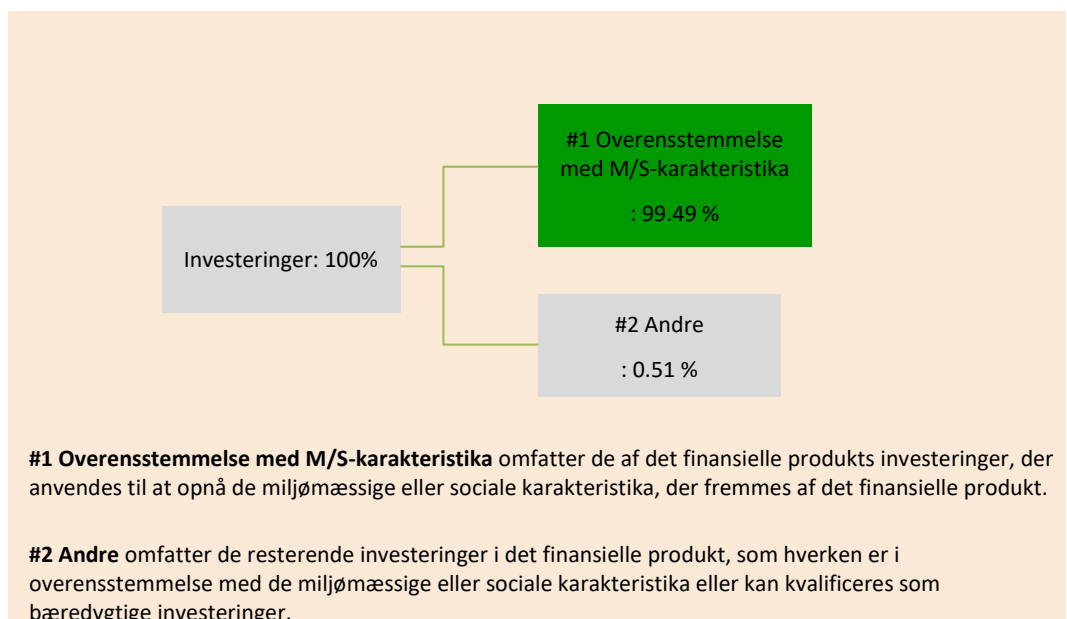 #1 Overensstemmelse
med M/S-karakteristika
: 99.49 %
Investeringer: 100%
#2 Andre
: 0.51 %
#1 Overensstemmelse med M/S-karakteristika omfatter de af det finansielle produkts investeringer, der
anvendes til at opnå de miljømæssige eller sociale karakteristika, der fremmes af det finansielle produkt.
#2 Andre omfatter de resterende investeringer i det finansielle produkt, som hverken er i
overensstemmelse med de miljømæssige eller sociale karakteristika eller kan kvalificeres som
bæredygtige investeringer.